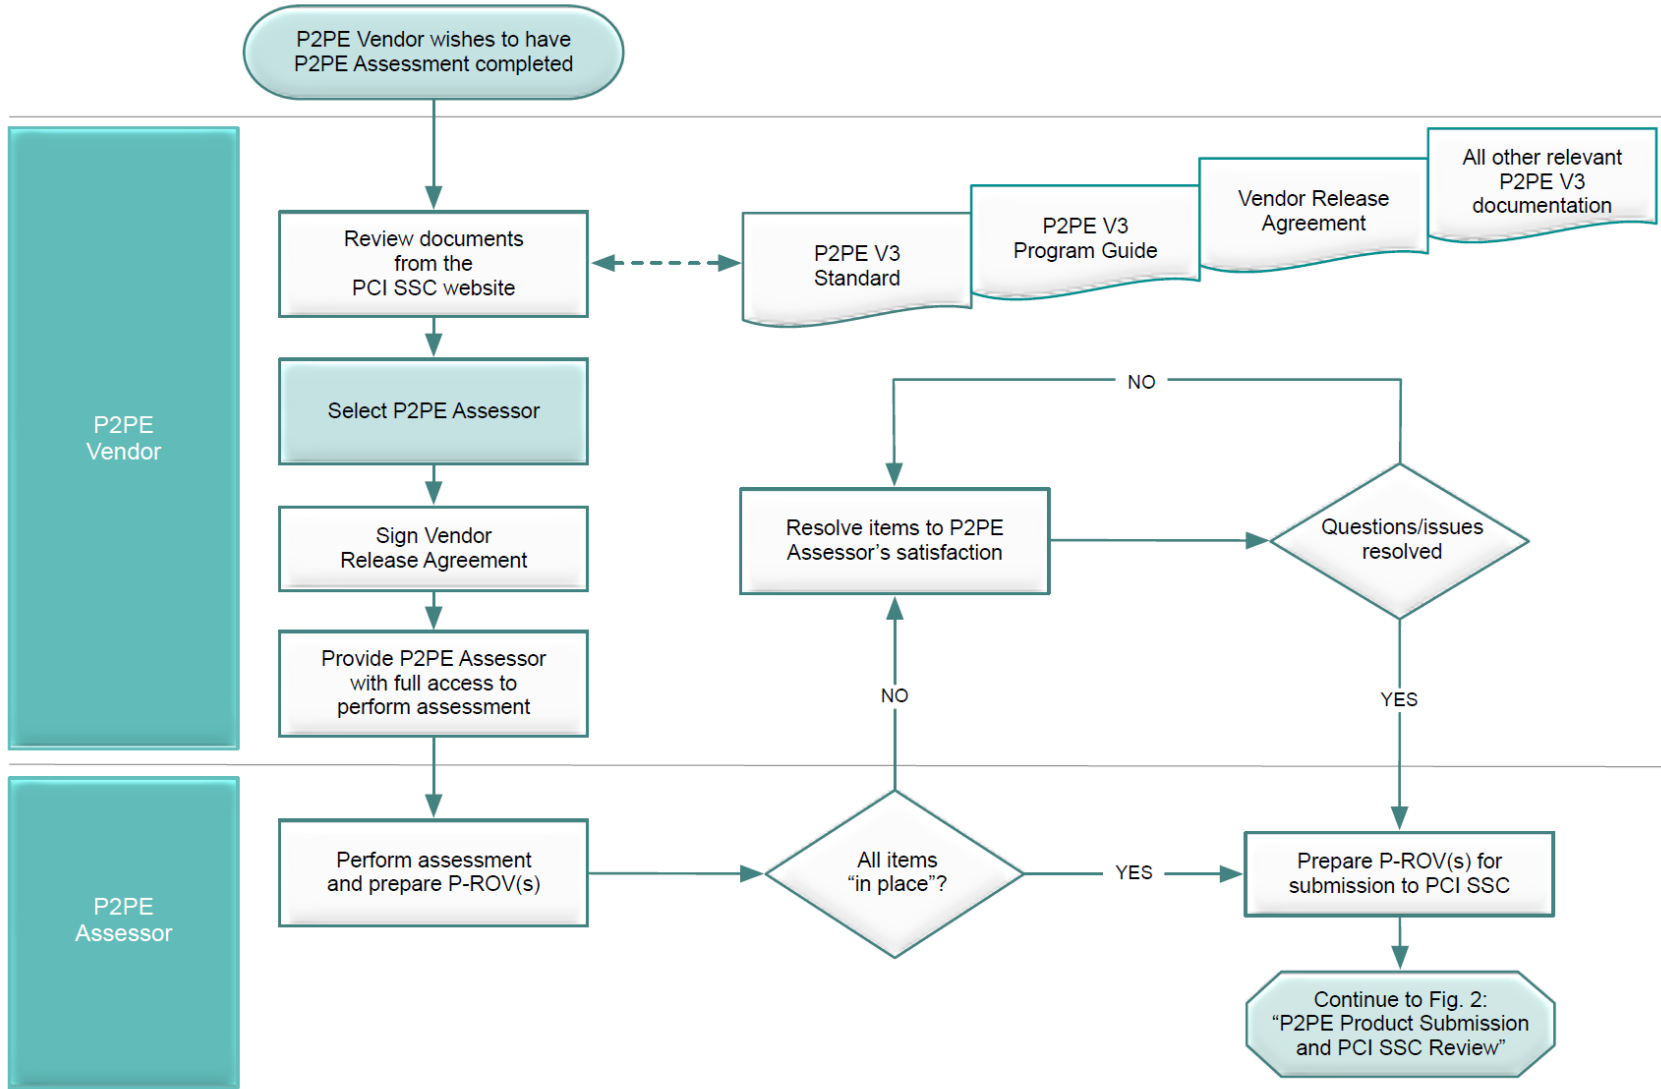 P2PE Vendor wishes to have
P2PE Assessment completed
P2PE
Vendor
Review documents
from the
PCI SSC website
P2PE V3
Standard
P2PE V3
Program Guide
Vendor Release
Agreement
All other relevant
P2PE V3
documentation
Select P2PE Assessor
NO
Sign Vendor
Release Agreement
Resolve items to P2PE
Assessor’s satisfaction
Questions/issues
resolved
Provide P2PE Assessor
with full access to
perform assessment
NO
YES
P2PE
Assessor
Perform assessment
and prepare P-ROV(s)
All items
“in place”?
YES
Prepare P-ROV(s) for
submission to PCI SSC
Continue to Fig. 2:
“P2PE Product Submission
and PCI SSC Review”